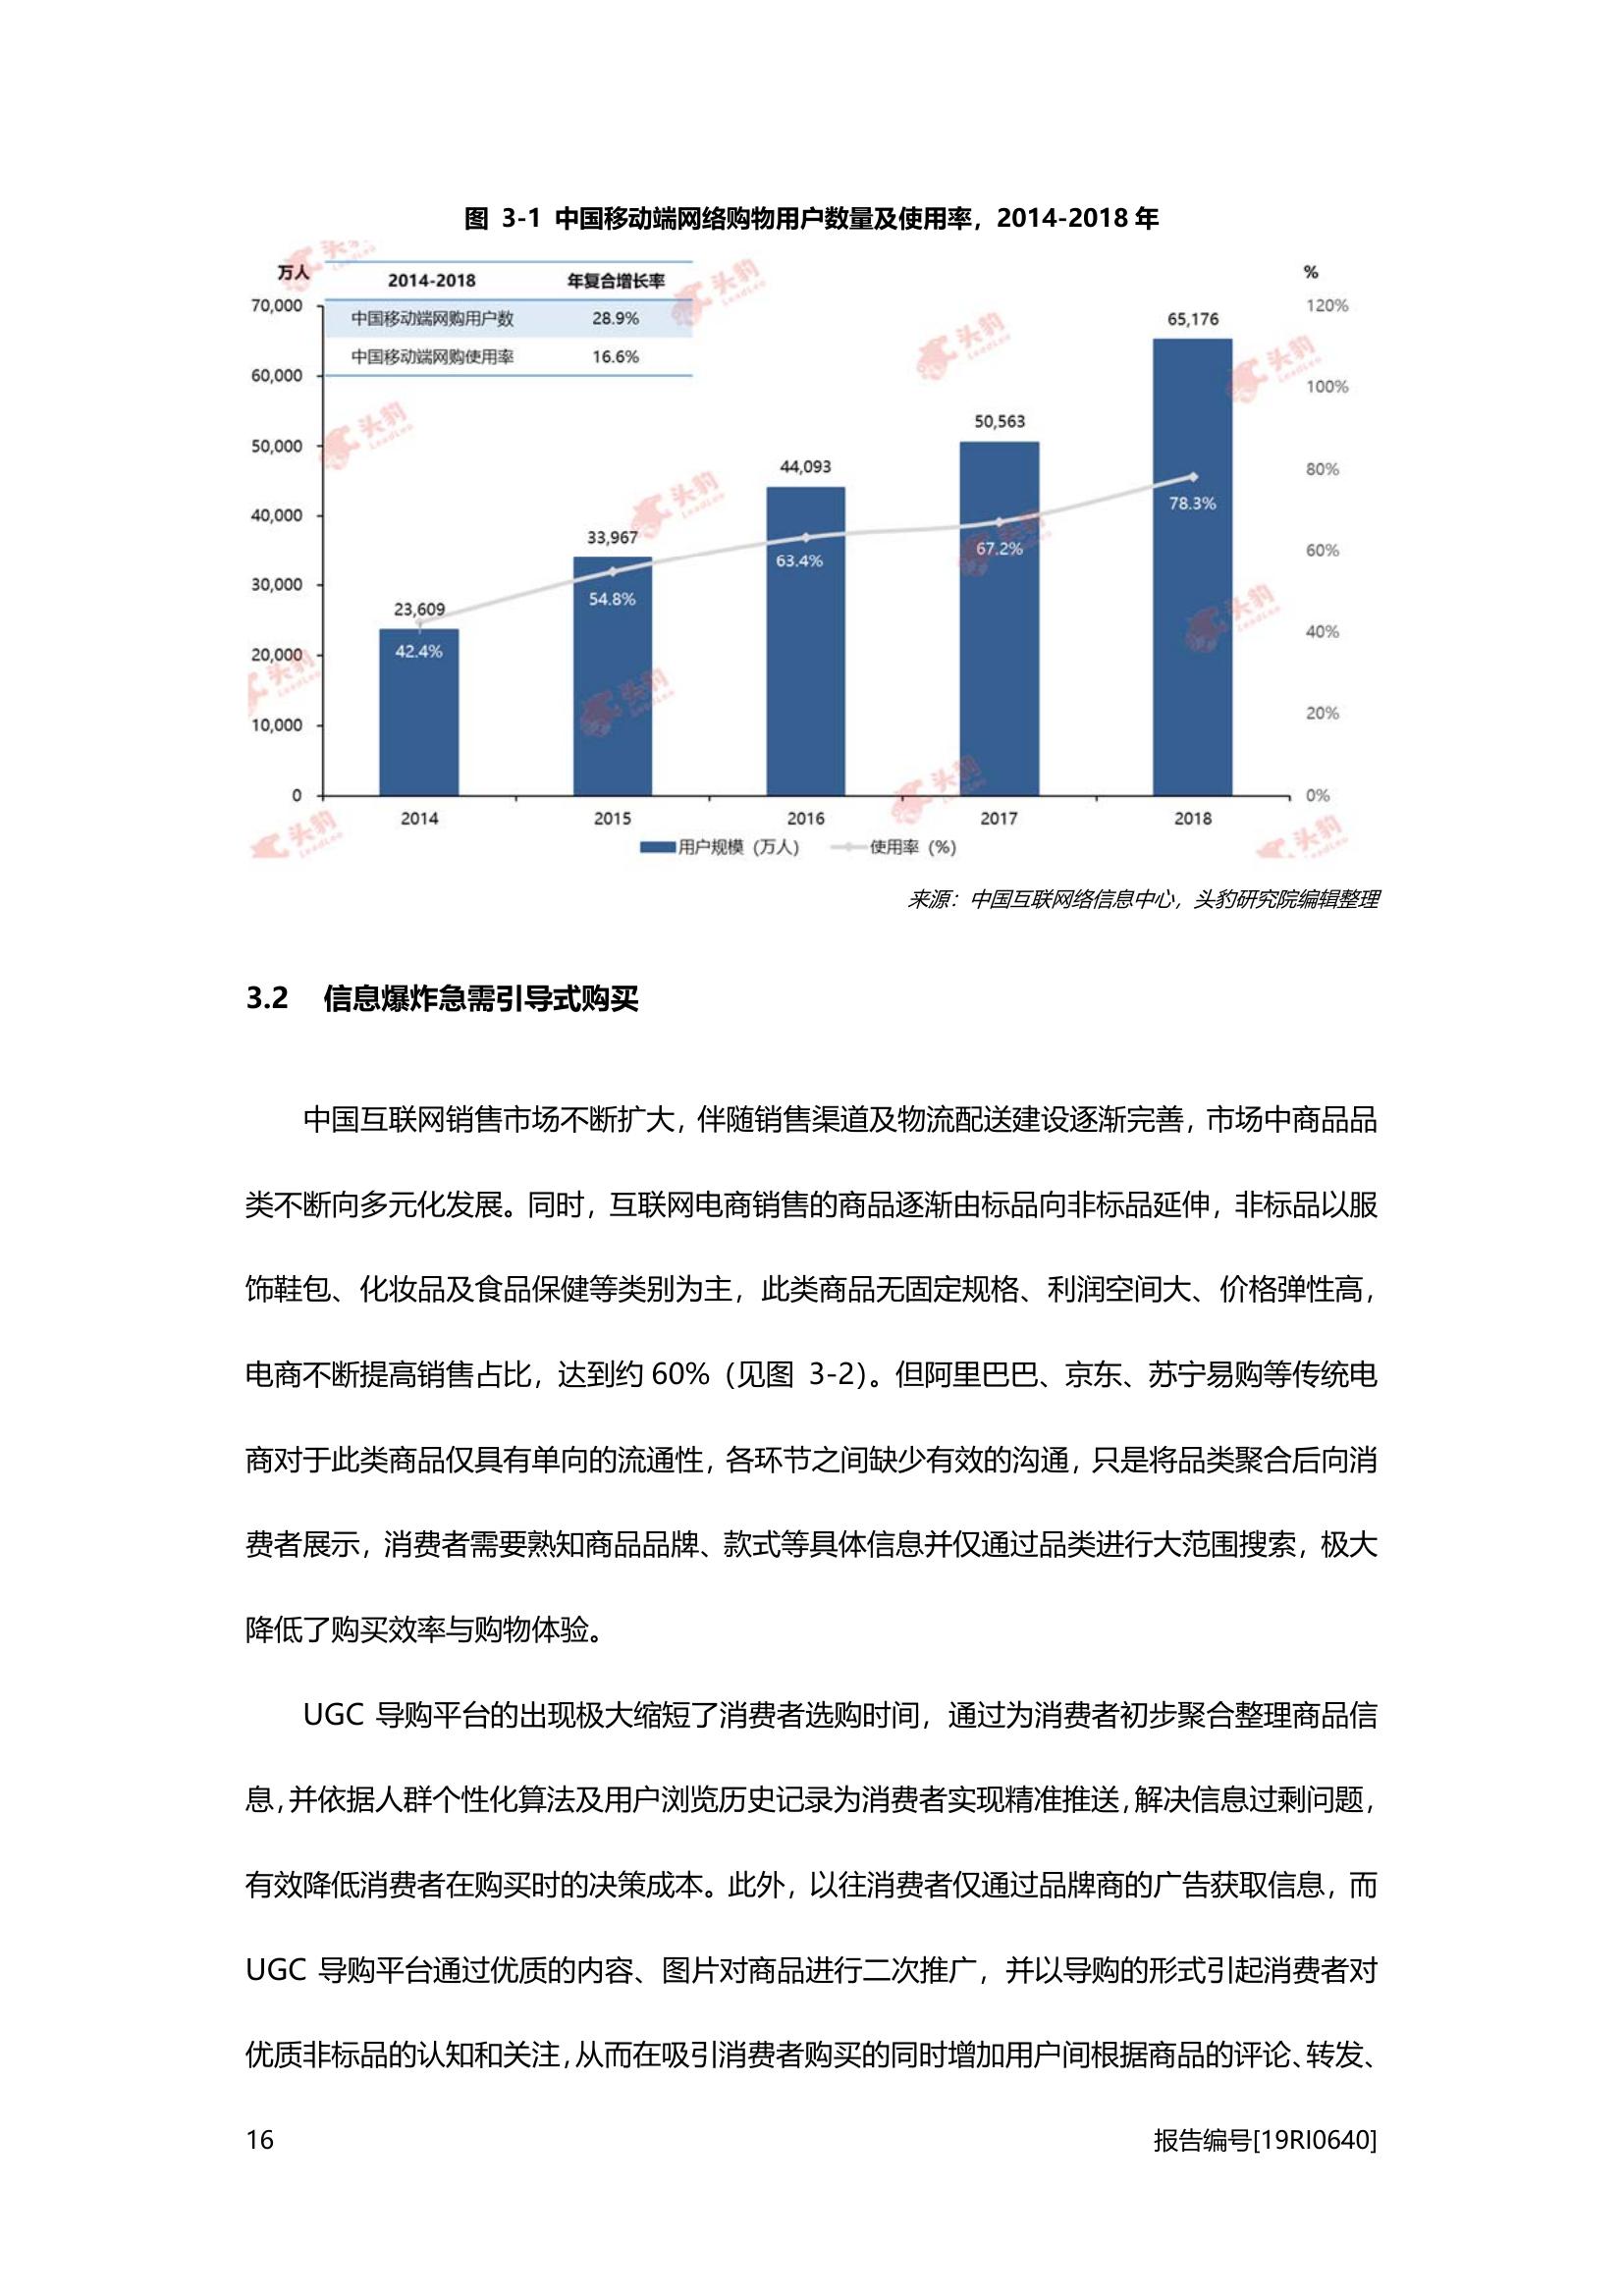 图 3-1 中国移动端网络购物用户数量及使用率，2014-2018 年
万人
%
2014-2018 年复合增长率
中国移动端网购用户数 28.9%
中国移动端网购使用率 16.6%
70,000
60,000
50,000
40,000
30,000
20,000
10,000
0
120%
100%
80%
60%
40%
20%
0%
23,609
33,967
44,093
50,563
65,176
42.4%
54.8%
63.4%
67.2%
78.3%
2014 2015 2016 2017 2018
用户规模（万人） 使用率（%）
头豹
LeadLeo
来源：中国互联网络信息中心，头豹研究院编辑整理
3.2 信息爆炸急需引导式购买
中国互联网销售市场不断扩大，伴随销售渠道及物流配送建设逐渐完善，市场中商品品
类不断向多元化发展。同时，互联网电商销售的商品逐渐由标品向非标品延伸，非标品以服
饰鞋包、化妆品及食品保健等类别为主，此类商品无固定规格、利润空间大、价格弹性高，
电商不断提高销售占比，达到约 60%（见图 3-2）。但阿里巴巴、京东、苏宁易购等传统电
商对于此类商品仅具有单向的流通性，各环节之间缺少有效的沟通，只是将品类聚合后向消
费者展示，消费者需要熟知商品品牌、款式等具体信息并仅通过品类进行大范围搜索，极大
降低了购买效率与购物体验。
UGC 导购平台的出现极大缩短了消费者选购时间，通过为消费者初步聚合整理商品信
息，并依据人群个性化算法及用户浏览历史记录为消费者实现精准推送，解决信息过剩问题，
有效降低消费者在购买时的决策成本。此外，以往消费者仅通过品牌商的广告获取信息，而
UGC 导购平台通过优质的内容、图片对商品进行二次推广，并以导购的形式引起消费者对
优质非标品的认知和关注，从而在吸引消费者购买的同时增加用户间根据商品的评论、转发、
16 报告编号[19RI0640]